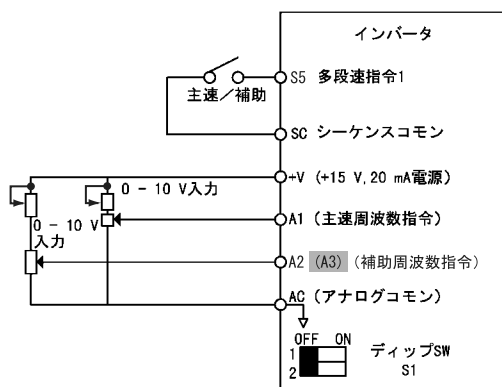 インバータ
S5 多段速指令1
主速／補助
SC シーケンスコモン
+V (+15 V, 20 mA電源)
0 - 10 V入力
A1 (主速周波数指令)
0 - 10 V
入力
A2 (A3) (補助周波数指令)
AC (アナログコモン)
OFF ON
1
2
ディップSW
S1